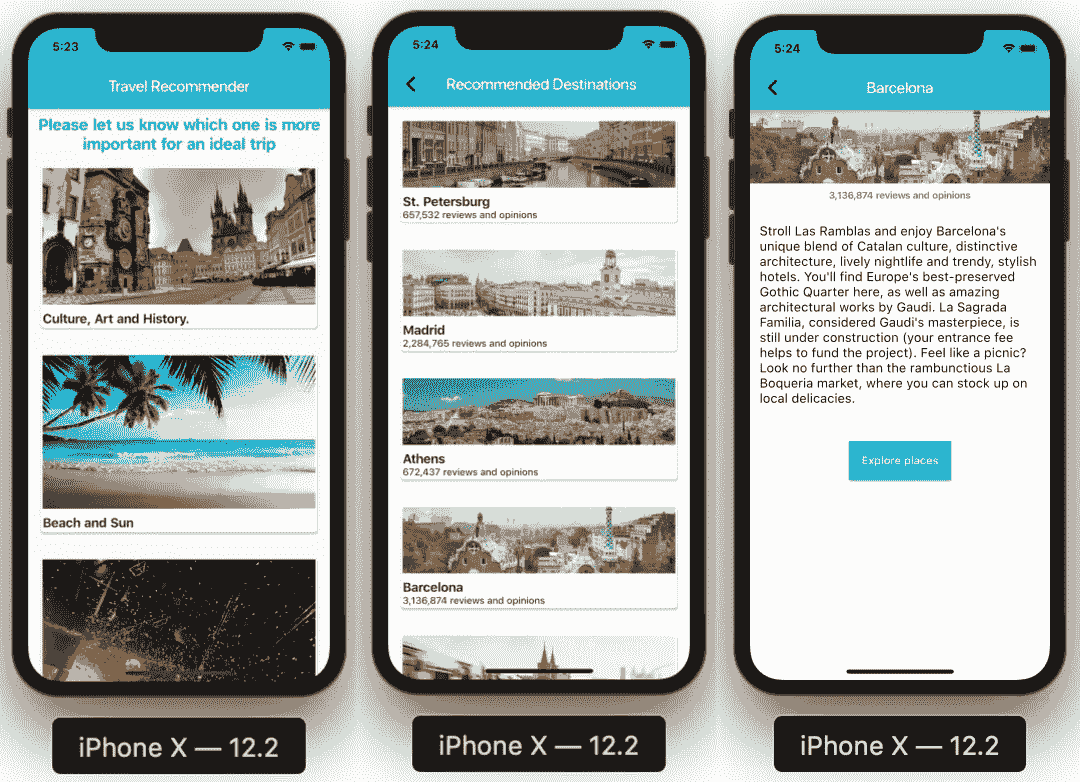 5:23
Travel Recommender
Please let us know which one is more
important for an ideal trip
Culture, Art and History.
Beach and Sun
iPhone X — 12.2
5:24
Recommended Destinations
St. Petersburg
657,532 reviews and opinions
Madrid
2,284,765 reviews and opinions
Athens
672,437 reviews and opinions
Barcelona
3,136,874 reviews and opinions
iPhone X — 12.2
5:24
Barcelona
3,136,874 reviews and opinions
Stroll Las Ramblas and enjoy Barcelona's
unique blend of Catalan culture, distinctive
architecture, lively nightlife and trendy, stylish
hotels. You'll find Europe's best-preserved
Gothic Quarter here, as well as amazing
architectural works by Gaudi. La Sagrada
Familia, considered Gaudi's masterpiece, is
still under construction (your entrance fee
helps to fund the project). Feel like a picnic?
Look no further than the rambunctious La
Boqueria market, where you can stock up on
local delicacies.
Explore places
iPhone X — 12.2